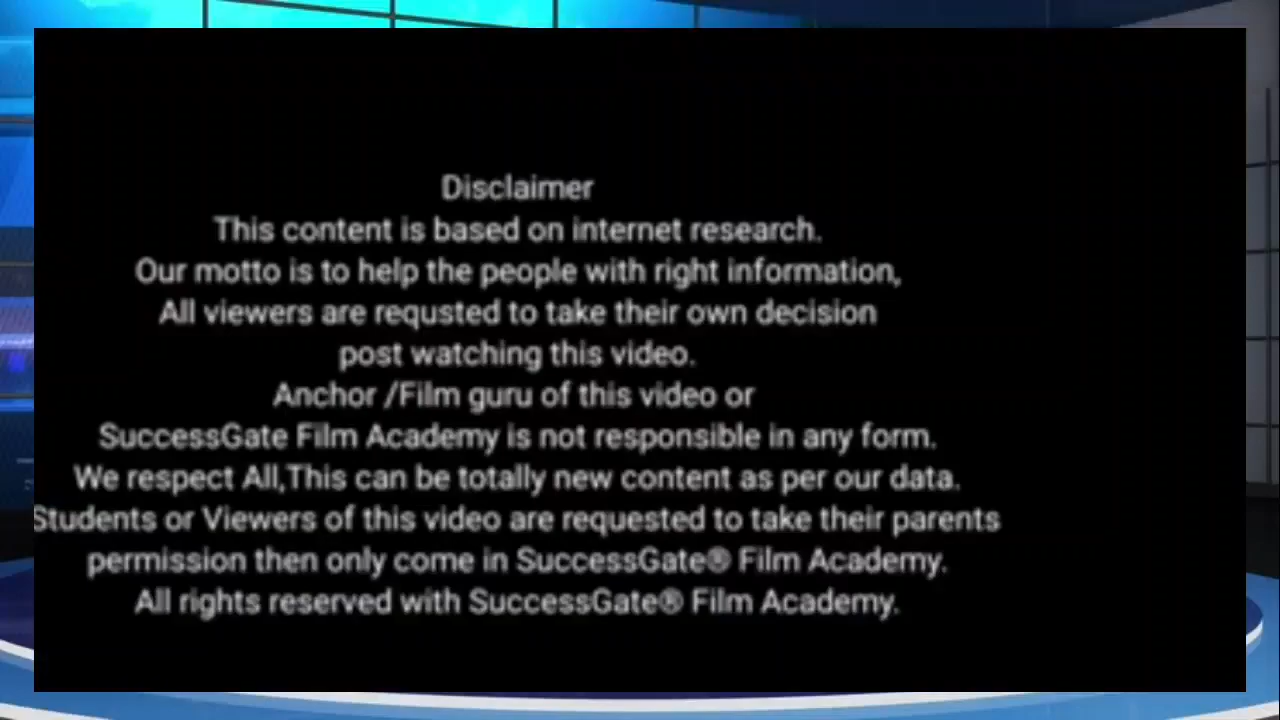 Disclaimer
This content is based on internet research.
Our motto is to help the people with right information,
All viewers are requsted to take their own decision
post watching this video.
Anchor /Film guru of this video or
SuccessGate Film Academy is not responsible in any form.
We respect All,This can be totally new content as per our data.
Students or Viewers of this video are requested to take their parents
permission then only come in SuccessGate® Film Academy.
All rights reserved with SuccessGate® Film Academy.